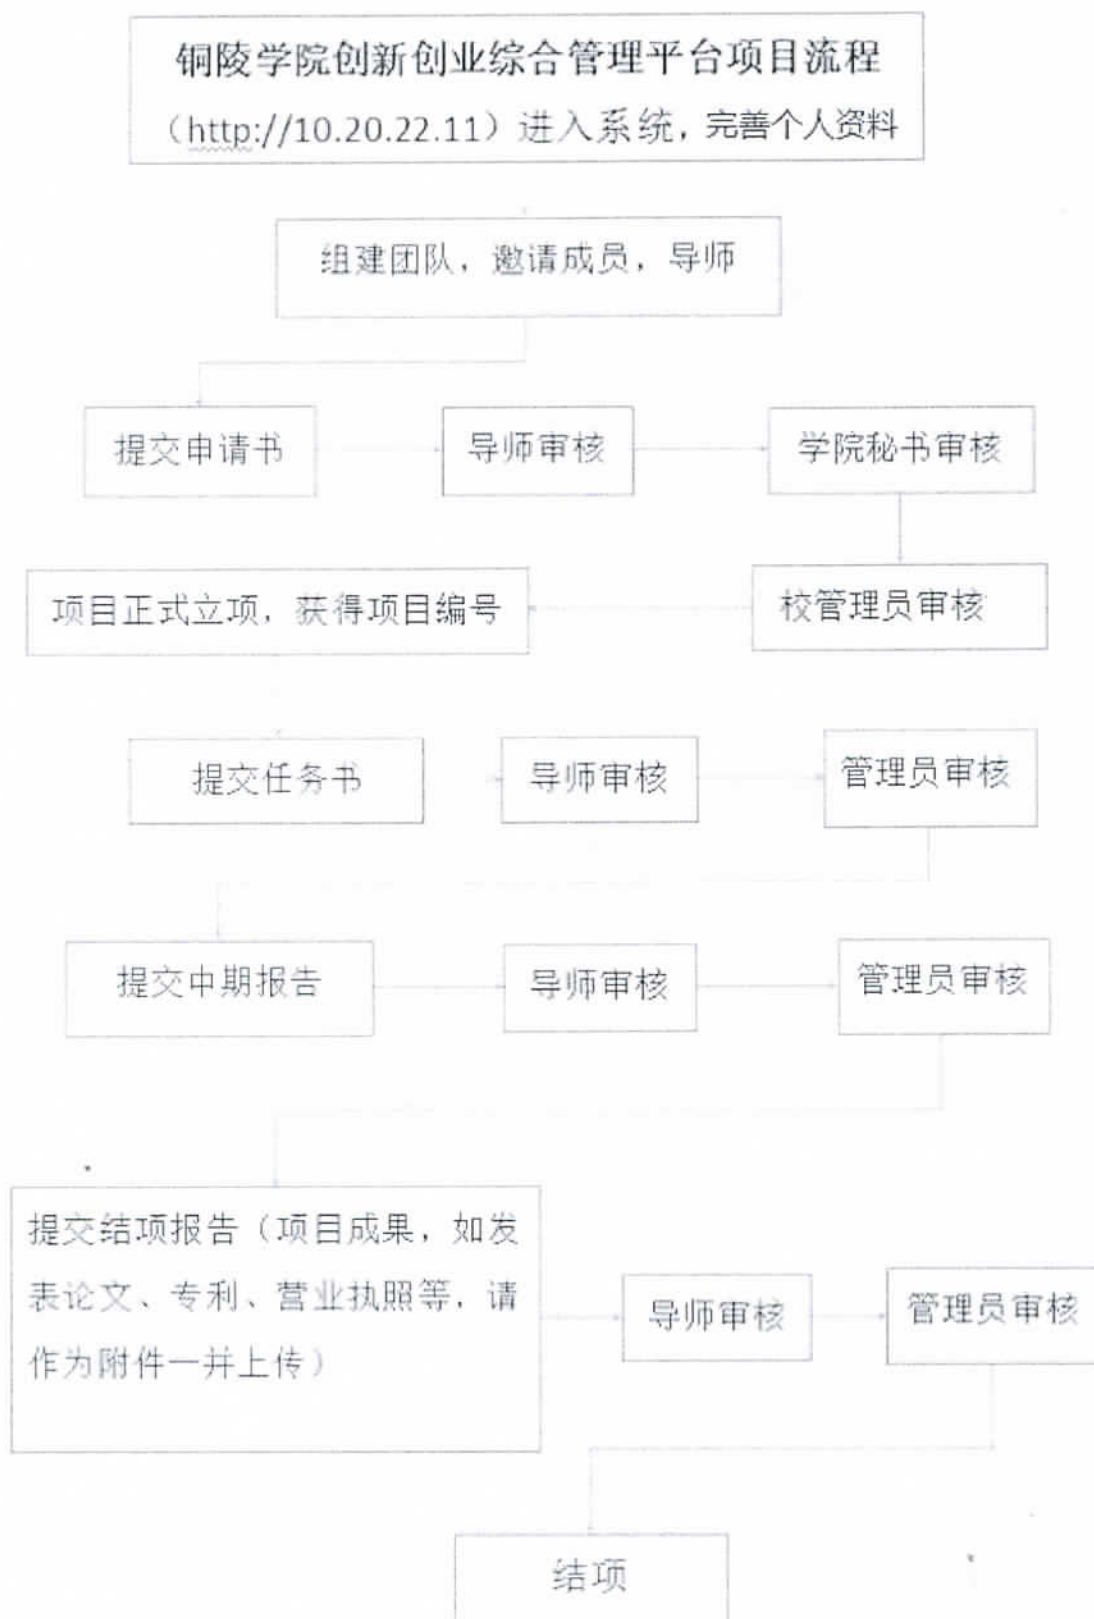 铜陵学院创新创业综合管理平台项目流程
（http://10.20.22.11）进入系统，完善个人资料
组建团队，邀请成员，导师
提交申请书
导师审核
学院秘书审核
校管理员审核
项目正式立项，获得项目编号
提交任务书
导师审核
管理员审核
提交中期报告
导师审核
管理员审核
提交结项报告（项目成果，如发
表论文、专利、营业执照等，请
作为附件一并上传）
导师审核
管理员审核
结项